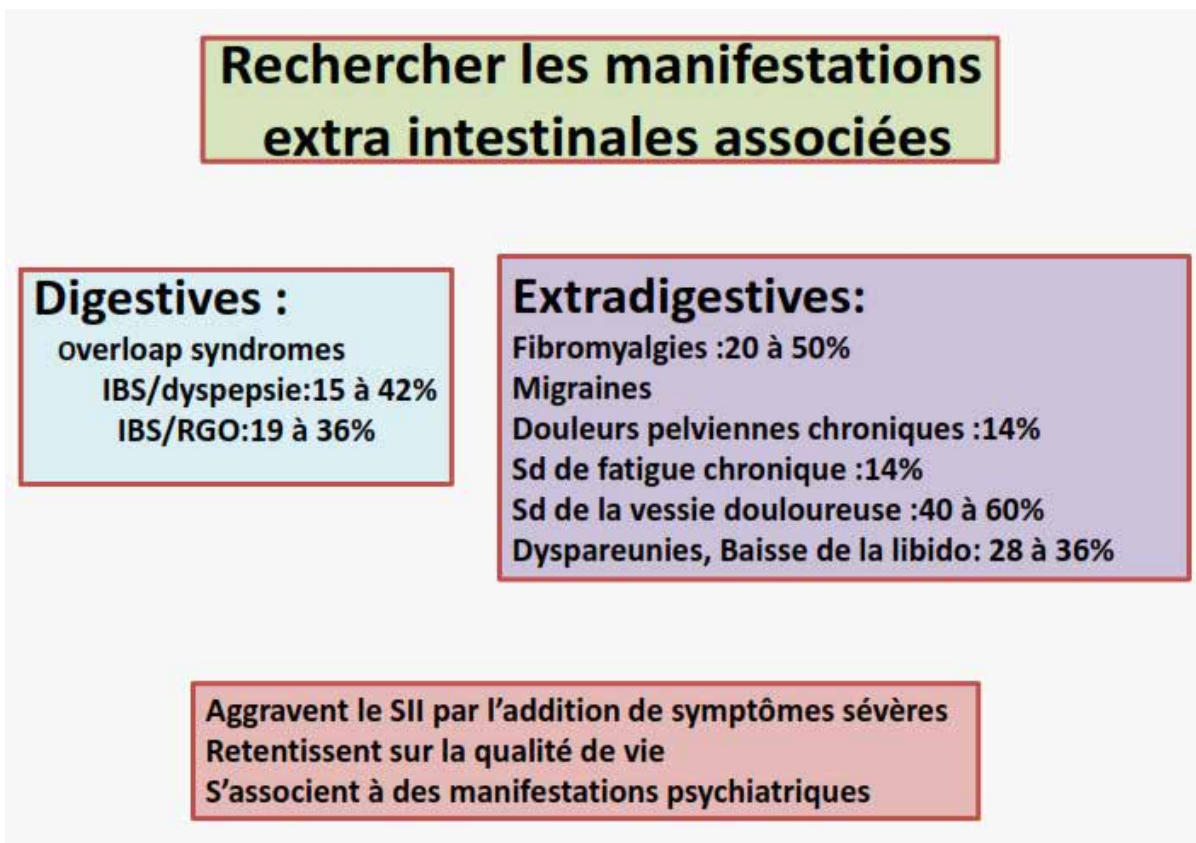 Rechercher les manifestations
extra intestinales associées
Digestives :
Overloap syndromes
IBS/dyspepsie:15 à 42%
IBS/RGO:19 à 36%
Extradigestives:
Fibromyalgies :20 à 50%
Migraines
Douleurs pelviennes chroniques :14%
Sd de fatigue chronique :14%
Sd de la vessie douloureuse :40 à 60%
Dyspareunies, Baisse de la libido: 28 à 36%
Aggravent le SII par l’addition de symptômes sévères
Retentissent sur la qualité de vie
S’associent à des manifestations psychiatriques